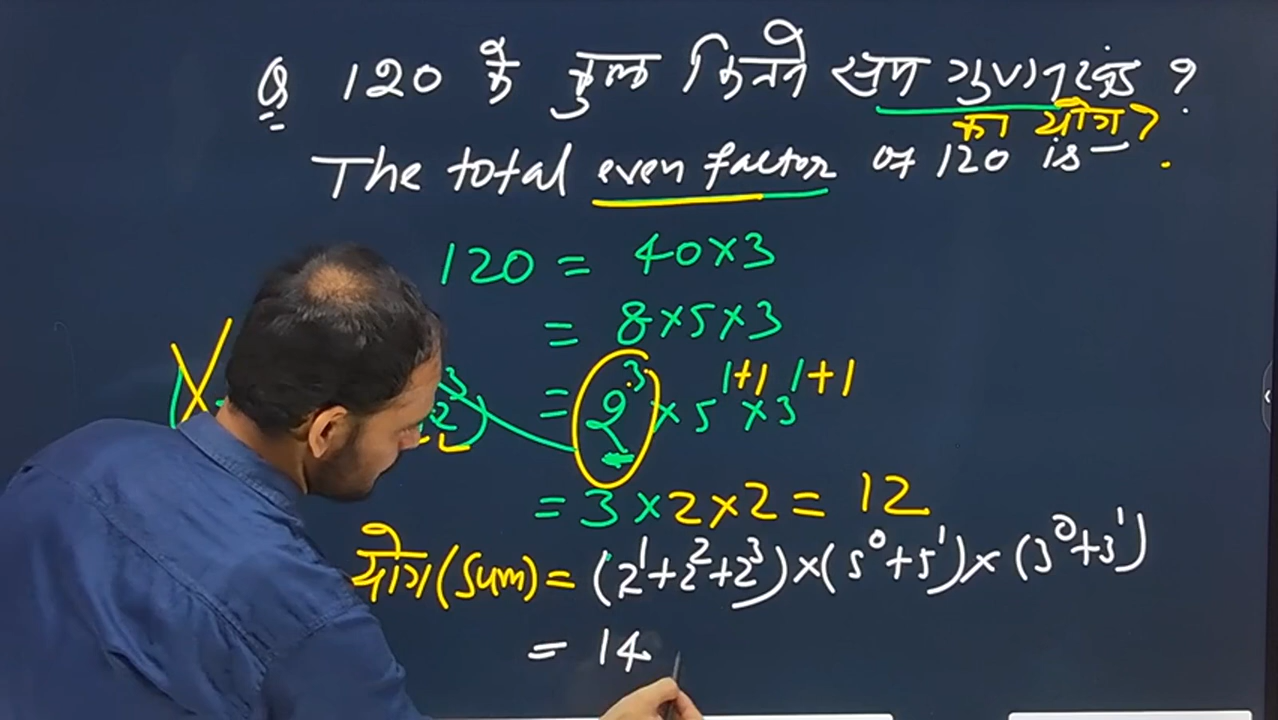 Q 120 के कुल कितने सम गुणनखंड ?
का योग ?
The total even factor of 120 is –
120 = 40×3
= 8×5×3
= 2³×5¹⁺¹×3¹⁺¹
= 3×2×2 = 12
योग (Sum) = (2¹+2²+2³)×(5⁰+5¹)×(3⁰+3¹)
= 14